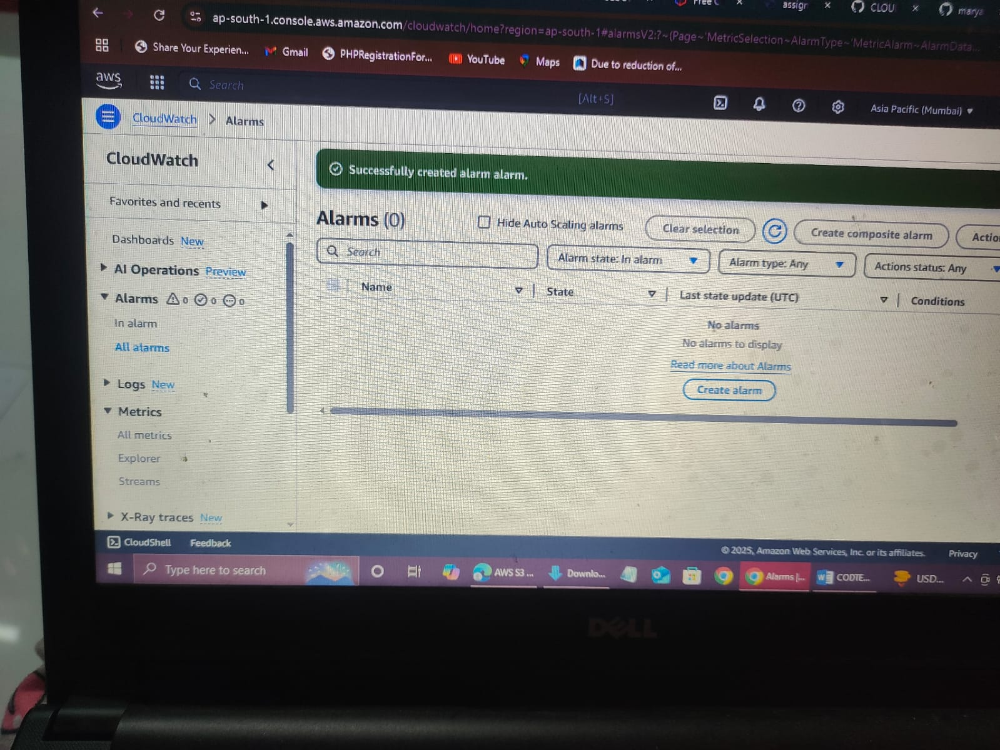 Free C × assign × CLOU × marya
ap-south-1.console.aws.amazon.com/cloudwatch/home?region=ap-south-1#alarmsV2:?~(Page~'MetricSelection~AlarmType~'MetricAlarm~AlarmData...
Share Your Experien... Gmail PHPRegistrationFor... YouTube Maps Due to reduction of...
aws Search [Alt+S] Asia Pacific (Mumbai)
CloudWatch > Alarms
CloudWatch
Favorites and recents
Dashboards New
AI Operations Preview
Alarms 0 0 0
In alarm
All alarms
Logs New
Metrics
All metrics
Explorer
Streams
X-Ray traces New
Successfully created alarm alarm.
Alarms (0) Hide Auto Scaling alarms Clear selection Create composite alarm Actio
Search Alarm state: In alarm Alarm type: Any Actions status: Any
Name State Last state update (UTC) Conditions
No alarms
No alarms to display
Read more about Alarms
Create alarm
CloudShell Feedback © 2025, Amazon Web Services, Inc. or its affiliates. Privacy
Type here to search AWS S3 ... Downlo... Alarms |... CODTE... USD...
DELL